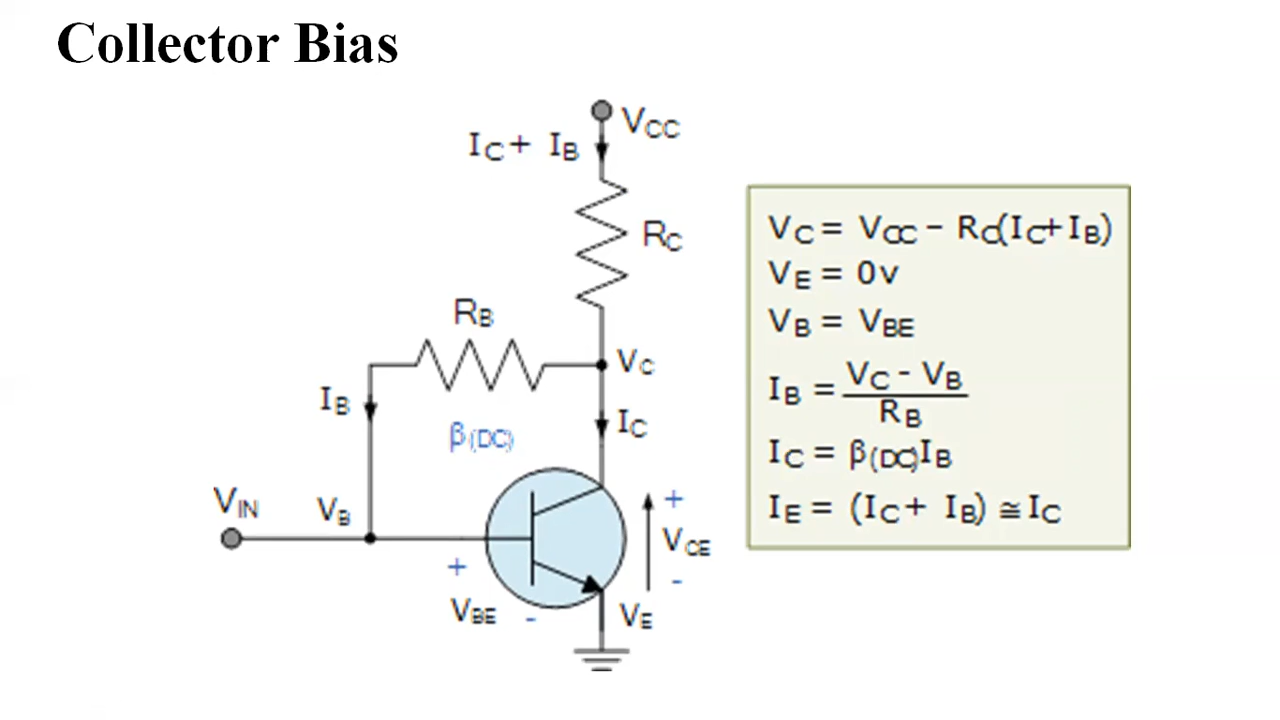 Collector Bias
VCC
IC + IB
RC
RB
VC
IB
IC
β(DC)
VIN
VB
+
VCE
-
+
VBE
-
VE
VC = VCC - RC(IC+IB)
VE = 0v
VB = VBE
IB = VC - VB
RB
IC = β(DC)IB
IE = (IC + IB) ≅ IC